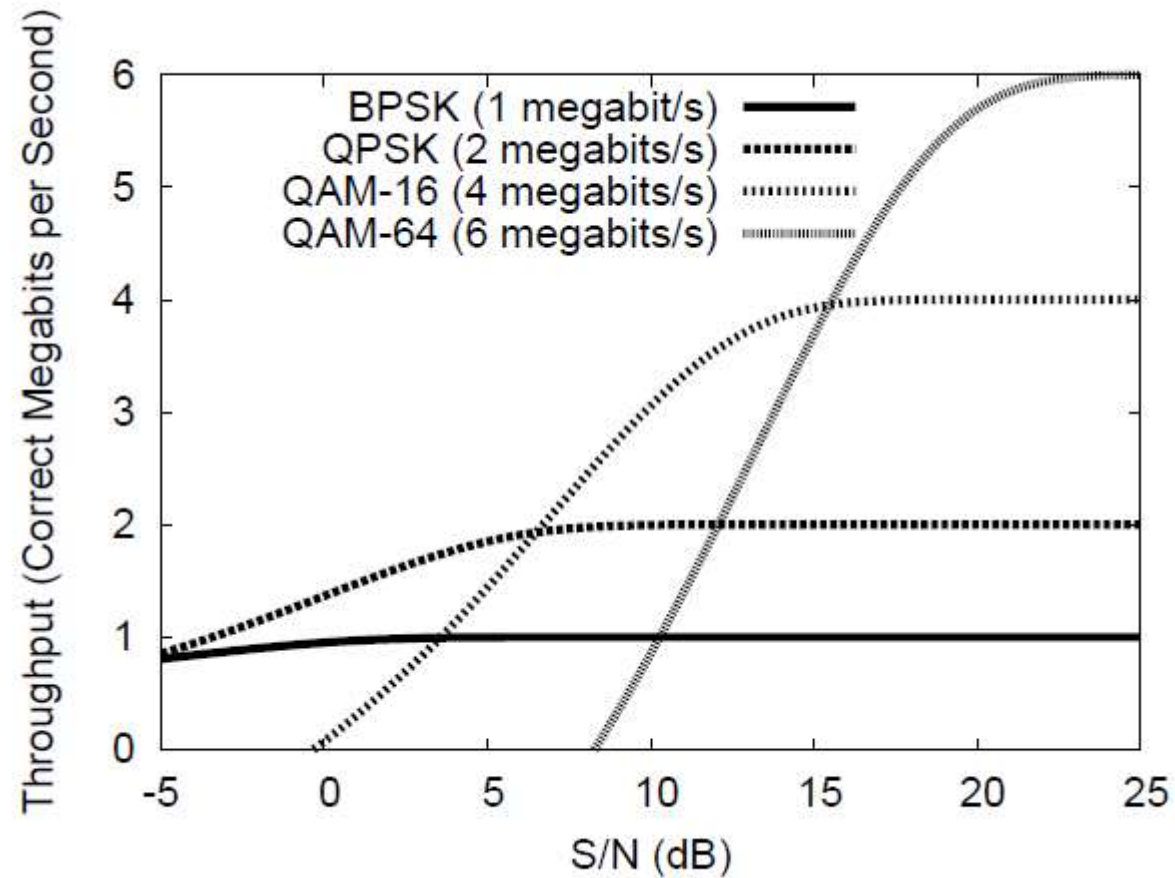 Throughput (Correct Megabits per Second)
6
5
4
3
2
1
0
BPSK (1 megabit/s)
QPSK (2 megabits/s)
QAM-16 (4 megabits/s)
QAM-64 (6 megabits/s)
-5 0 5 10 15 20 25
S/N (dB)